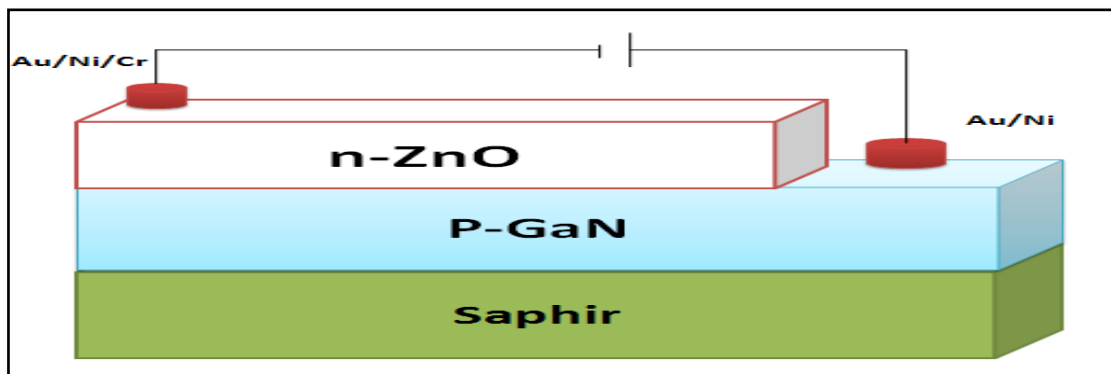 Au/Ni/Cr
Au/Ni
n-ZnO
P-GaN
Saphir